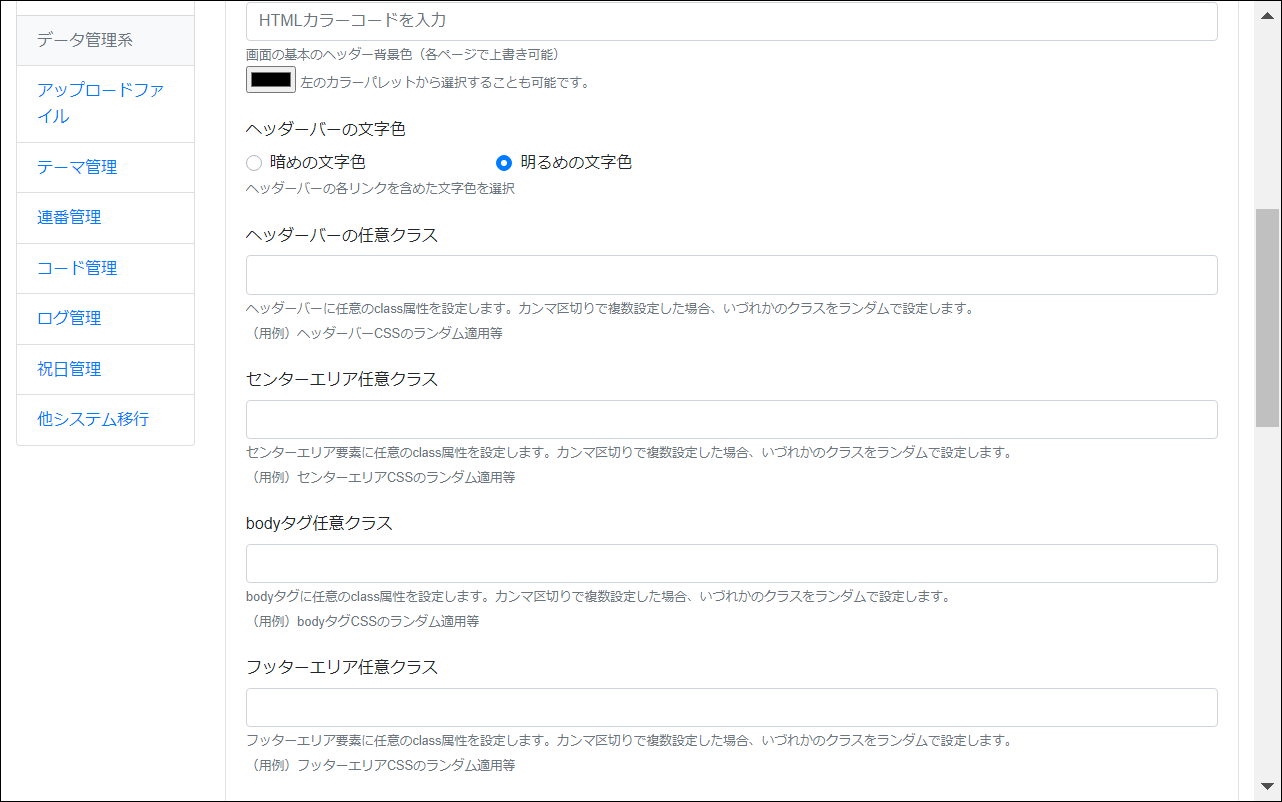 データ管理系
アップロードファ
イル
テーマ管理
連番管理
コード管理
ログ管理
祝日管理
他システム移行
HTMLカラーコードを入力
画面の基本のヘッダー背景色（各ページで上書き可能）
左のカラーパレットから選択することも可能です。
ヘッダーバーの文字色
暗めの文字色
明るめの文字色
ヘッダーバーの各リンクを含めた文字色を選択
ヘッダーバーの任意クラス
ヘッダーバーに任意のclass属性を設定します。カンマ区切りで複数設定した場合、いづれかのクラスをランダムで設定します。
（用例）ヘッダーバーCSSのランダム適用等
センターエリア任意クラス
センターエリア要素に任意のclass属性を設定します。カンマ区切りで複数設定した場合、いづれかのクラスをランダムで設定します。
（用例）センターエリアCSSのランダム適用等
bodyタグ任意クラス
bodyタグに任意のclass属性を設定します。カンマ区切りで複数設定した場合、いづれかのクラスをランダムで設定します。
（用例）bodyタグCSSのランダム適用等
フッターエリア任意クラス
フッターエリア要素に任意のclass属性を設定します。カンマ区切りで複数設定した場合、いづれかのクラスをランダムで設定します。
（用例）フッターエリアCSSのランダム適用等